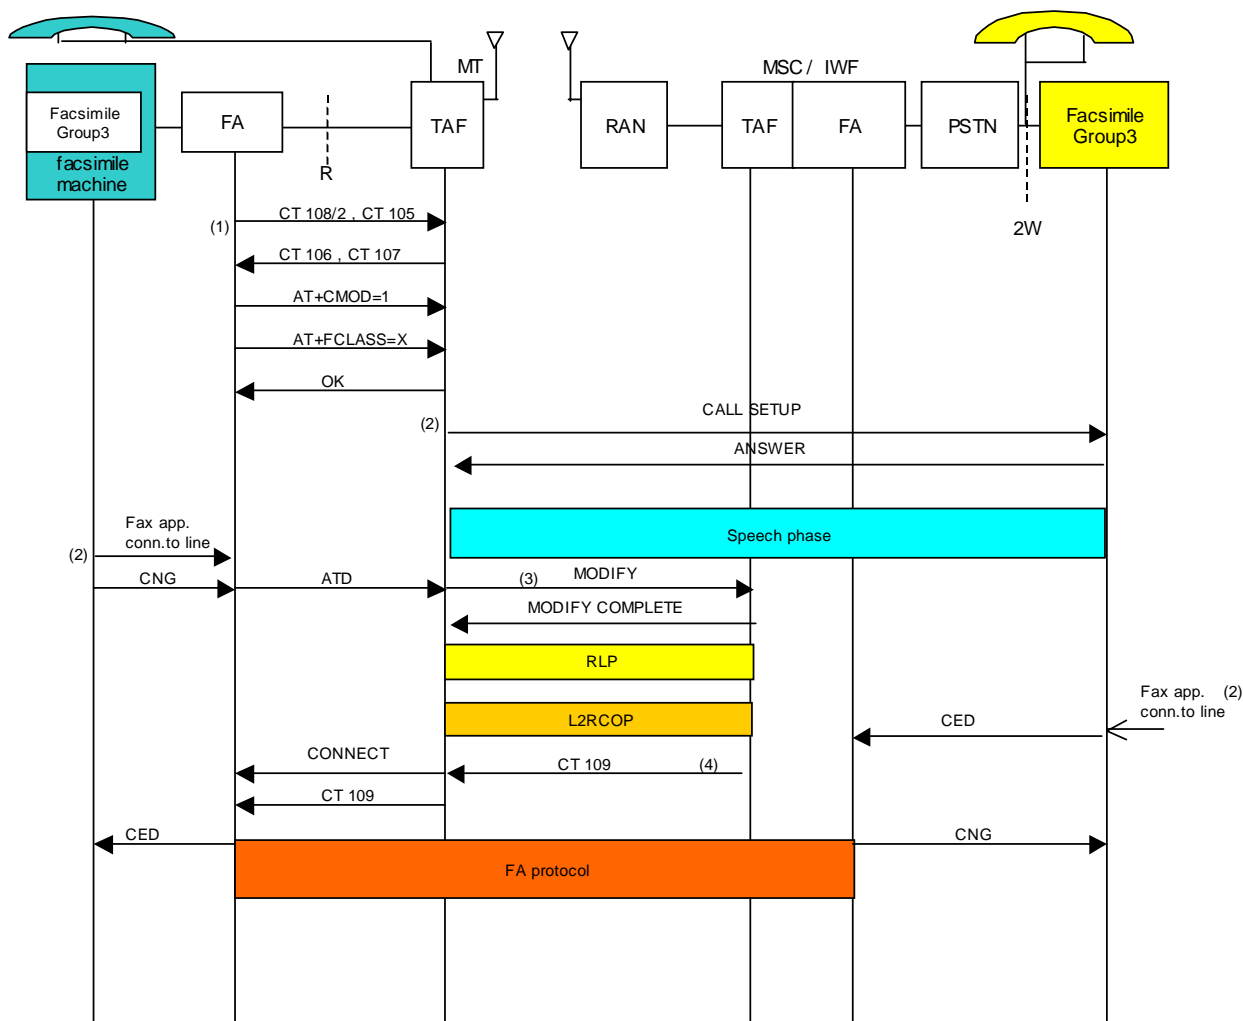 MT
MSC / IWF
Facsimile
Group3
facsimile
machine
FA
TAF
RAN
TAF
FA
PSTN
Facsimile
Group3
R
2W
(1)
CT 108/2 , CT 105
CT 106 , CT 107
AT+CMOD=1
AT+FCLASS=X
OK
(2)
CALL SETUP
ANSWER
Speech phase
Fax app.
(2) conn.to line
CNG
ATD
(3)
MODIFY
MODIFY COMPLETE
RLP
L2RCOP
Fax app. (2)
conn.to line
CED
CONNECT
CT 109
(4)
CT 109
CED
CNG
FA protocol